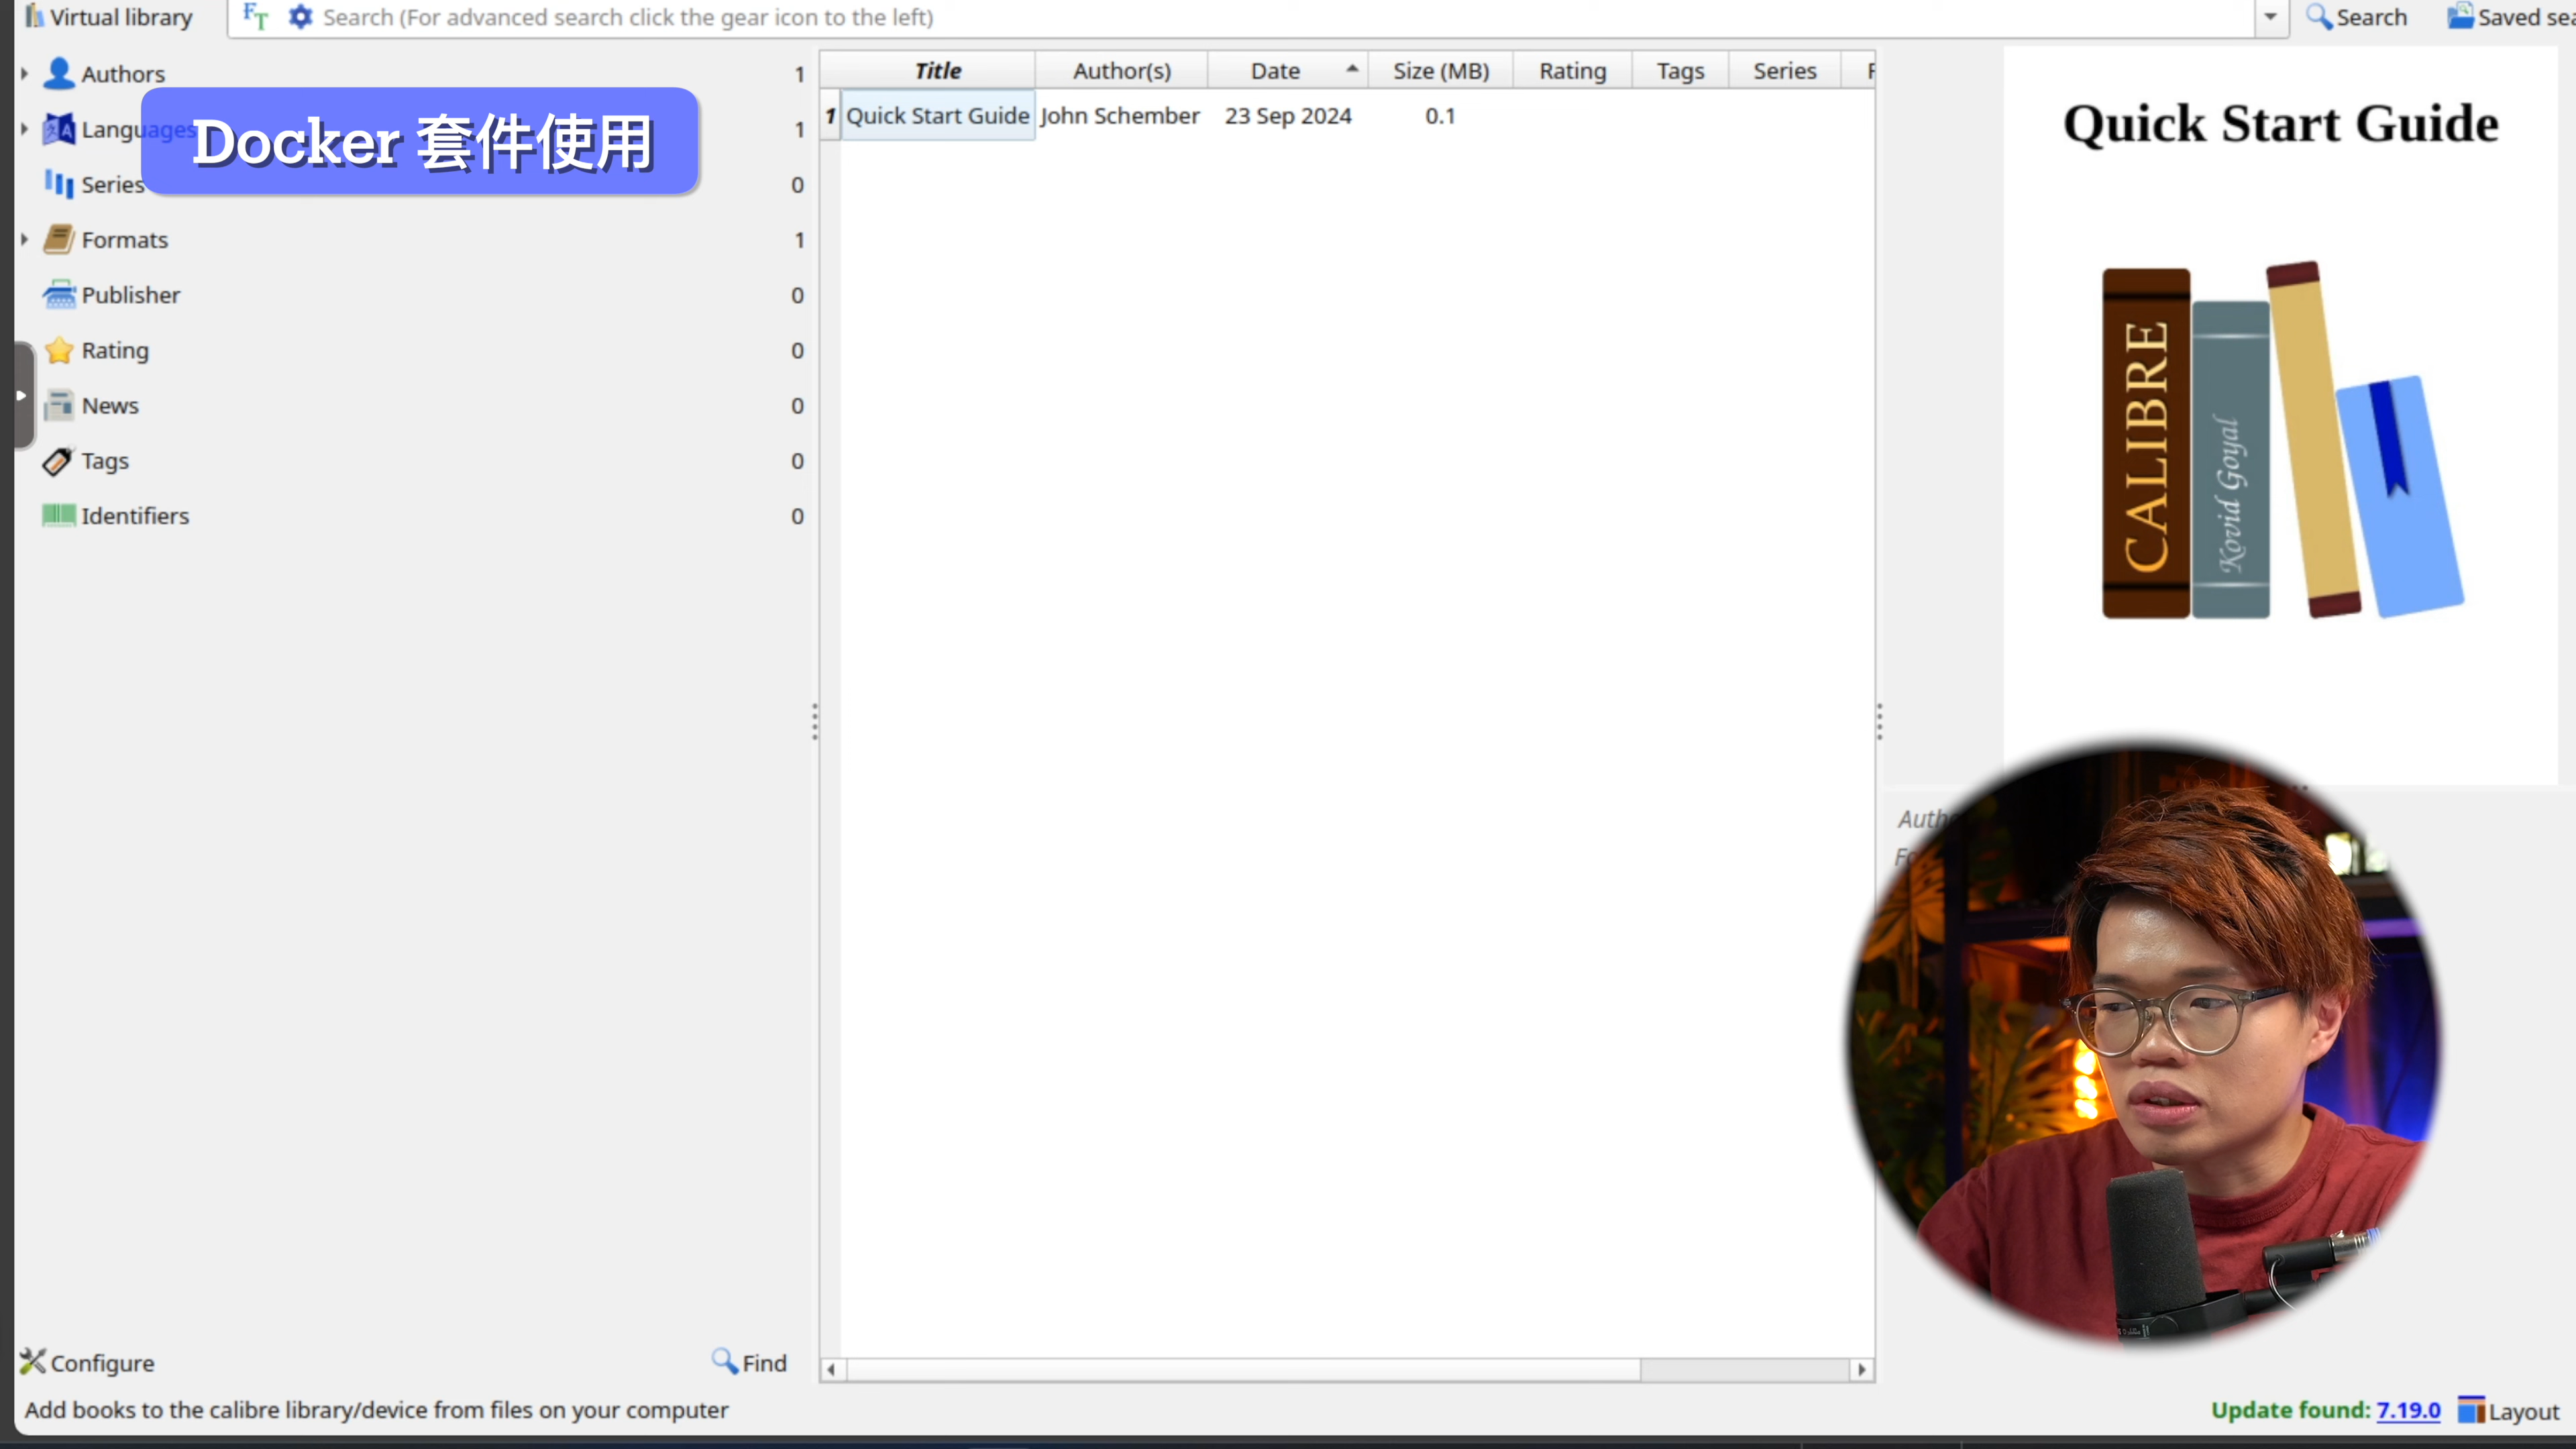 Virtual library
Search (For advanced search click the gear icon to the left)
Search
Saved
Authors 1
Languages 1
Series 0
Formats 1
Publisher 0
Rating 0
News 0
Tags 0
Identifiers 0
Docker 套件使用
Title Author(s) Date Size (MB) Rating Tags Series
1 Quick Start Guide John Schember 23 Sep 2024 0.1
Quick Start Guide
CALIBRE
Kovid Goyal
Configure
Find
Add books to the calibre library/device from files on your computer
Update found: 7.19.0
Layout